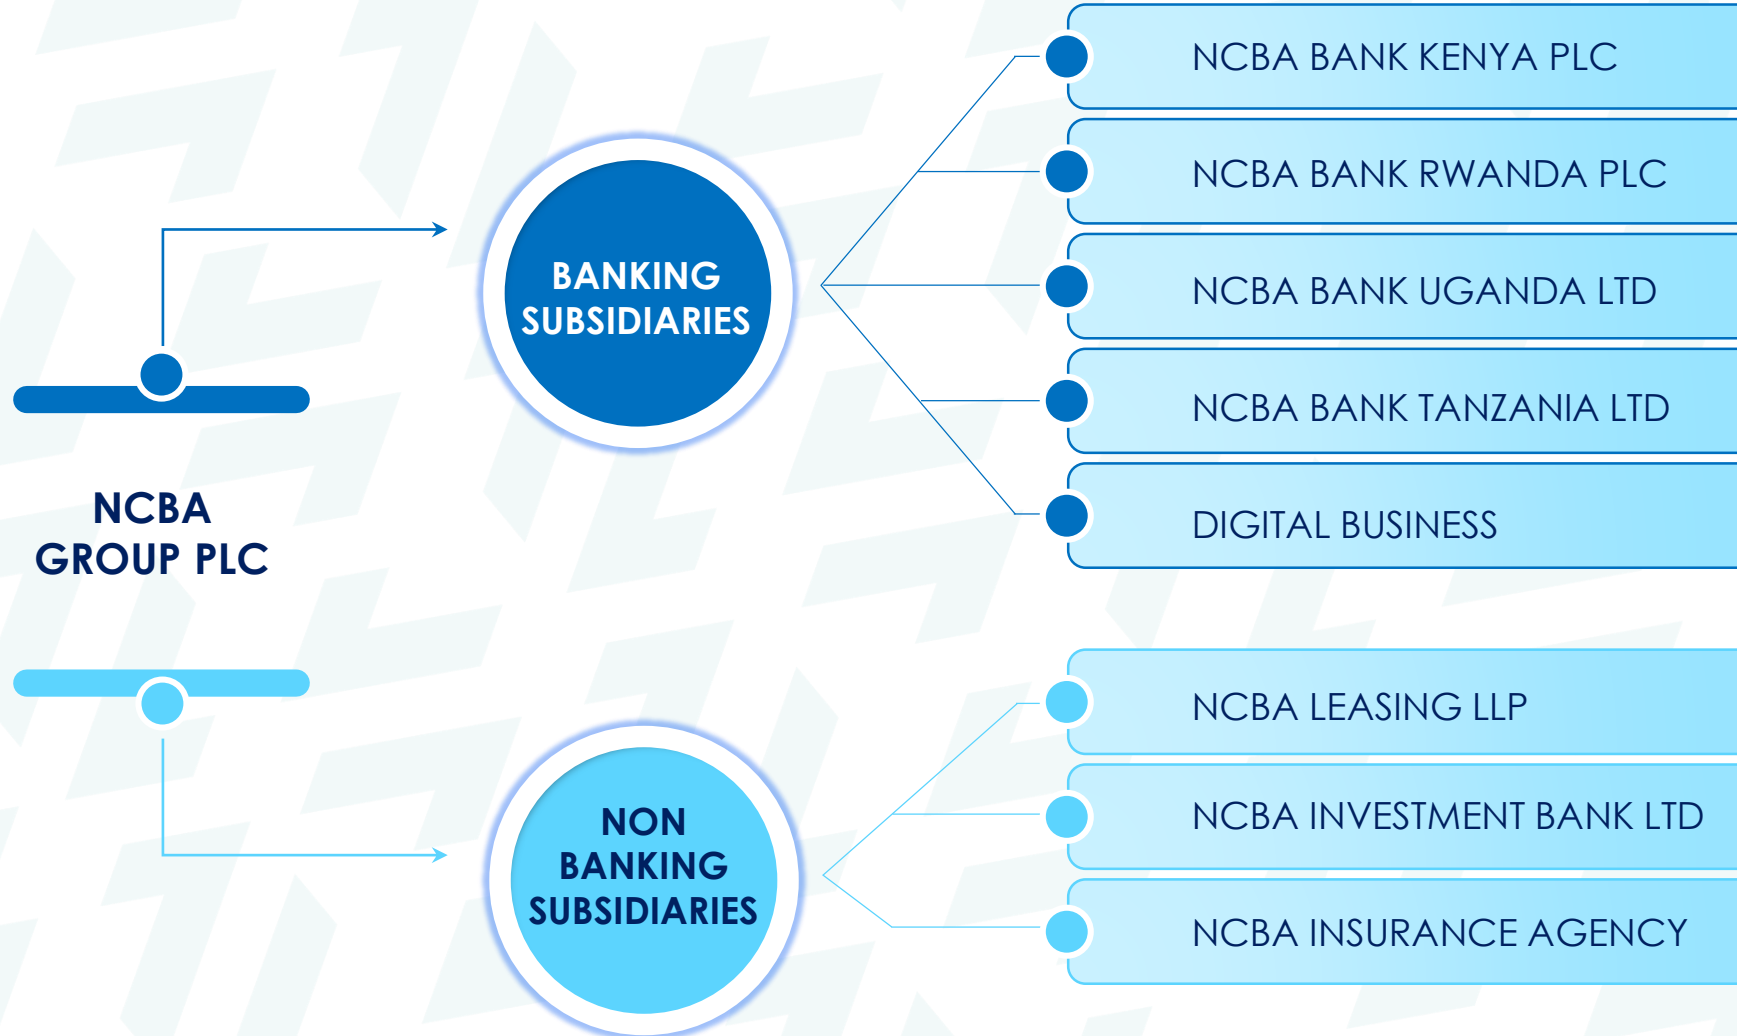 NCBA
GROUP PLC
BANKING
SUBSIDIARIES
NCBA BANK KENYA PLC
NCBA BANK RWANDA PLC
NCBA BANK UGANDA LTD
NCBA BANK TANZANIA LTD
DIGITAL BUSINESS
NON
BANKING
SUBSIDIARIES
NCBA LEASING LLP
NCBA INVESTMENT BANK LTD
NCBA INSURANCE AGENCY